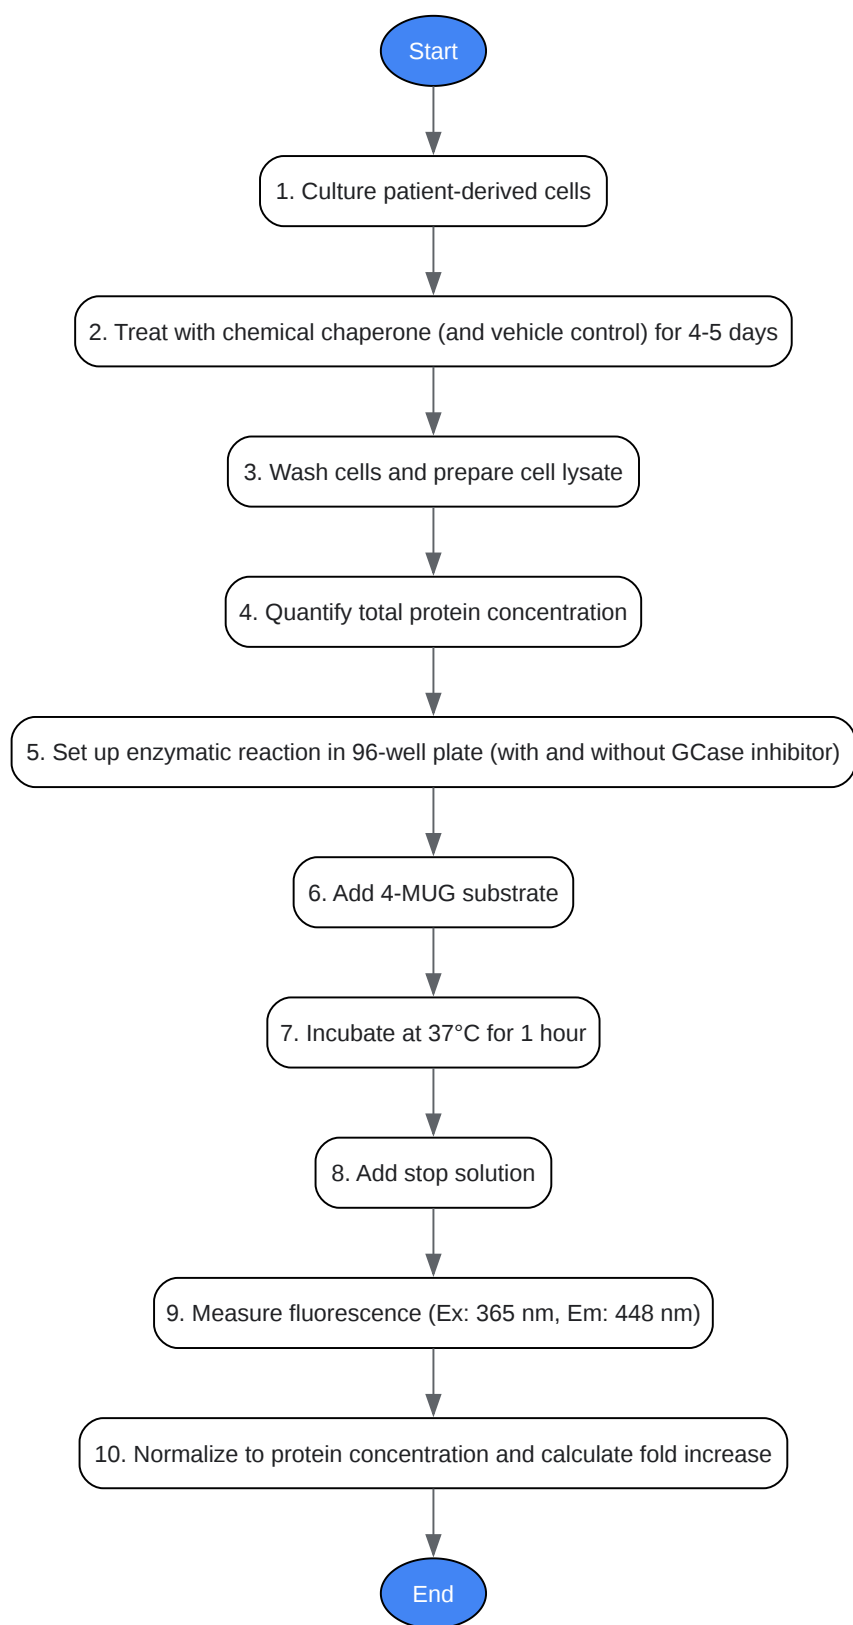 Start
1. Culture patient-derived cells
2. Treat with chemical chaperone (and vehicle control) for 4-5 days
3. Wash cells and prepare cell lysate
4. Quantify total protein concentration
5. Set up enzymatic reaction in 96-well plate (with and without GCase inhibitor)
6. Add 4-MUG substrate
7. Incubate at 37°C for 1 hour
8. Add stop solution
9. Measure fluorescence (Ex: 365 nm, Em: 448 nm)
10. Normalize to protein concentration and calculate fold increase
End